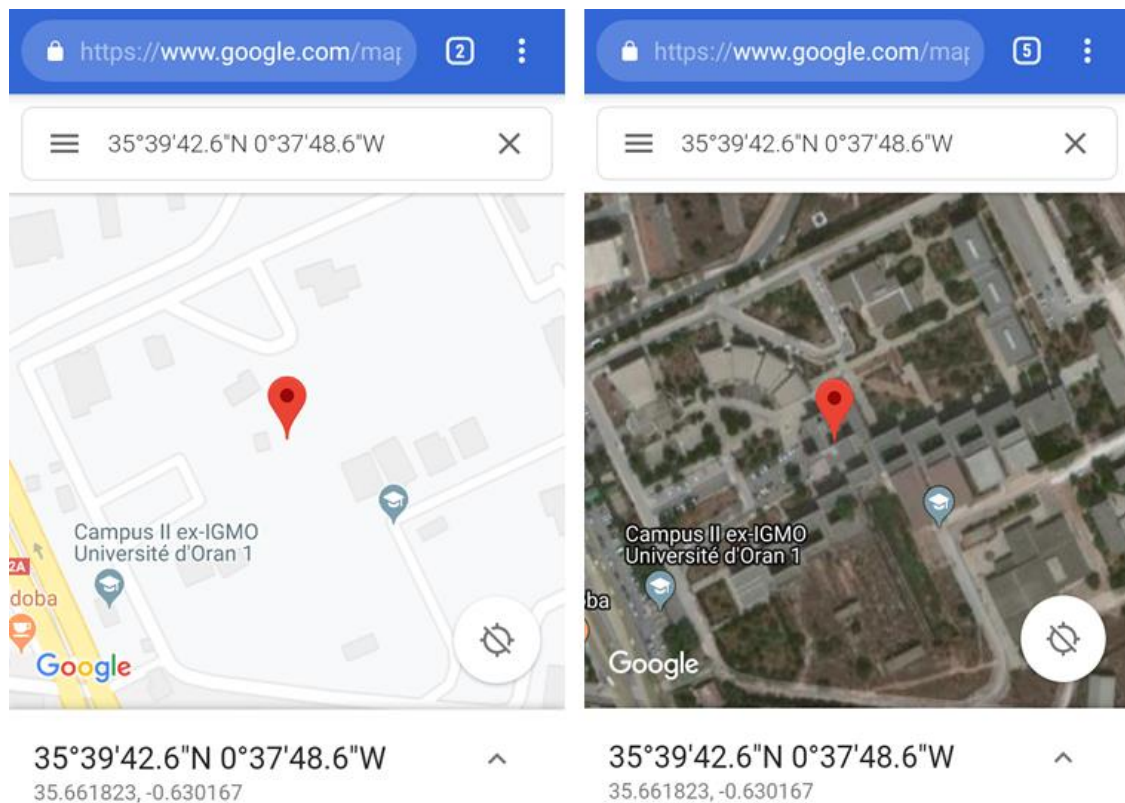 https://www.google.com/map
2
35°39'42.6"N 0°37'48.6"W
Campus II ex-IGMO
Université d'Oran 1
2A
doba
Google
35°39'42.6"N 0°37'48.6"W
35.661823, -0.630167
https://www.google.com/map
5
35°39'42.6"N 0°37'48.6"W
Campus II ex-IGMO
Université d'Oran 1
ba
Google
35°39'42.6"N 0°37'48.6"W
35.661823, -0.630167